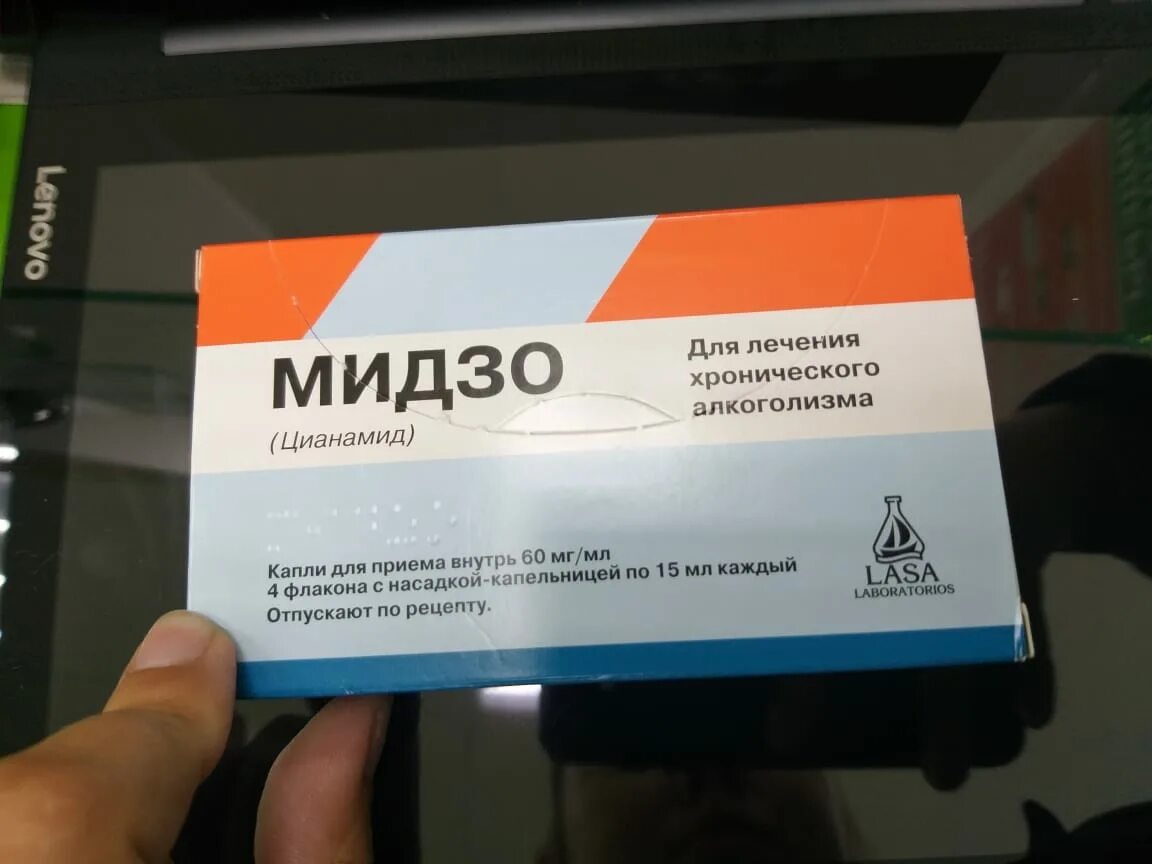 Lenovo
МИДЗО
(Цианамид)
Для лечения
хронического
алкоголизма
Капли для приема внутрь 60 мг/мл
4 флакона с насадкой-капельницей по 15 мл каждый
Отпускают по рецепту.
LASA
LABORATORIOS